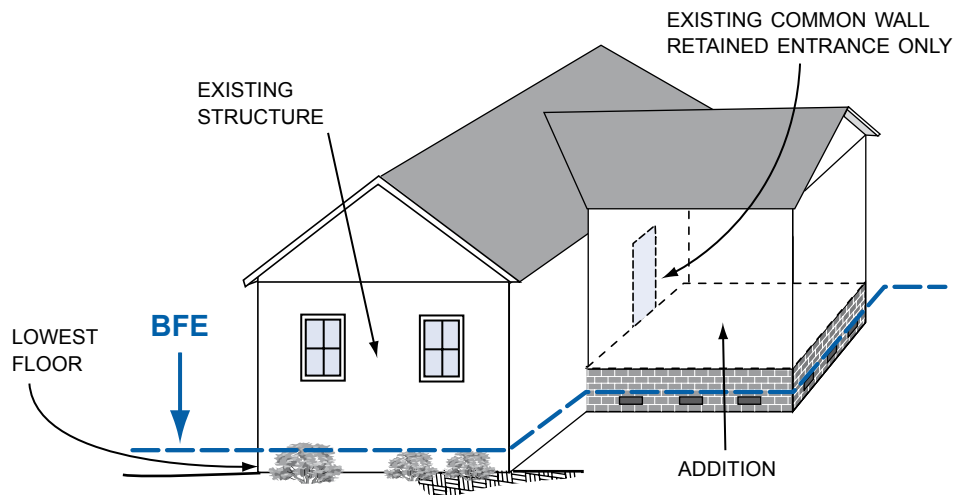 EXISTING COMMON WALL
RETAINED ENTRANCE ONLY
EXISTING
STRUCTURE
BFE
LOWEST
FLOOR
ADDITION